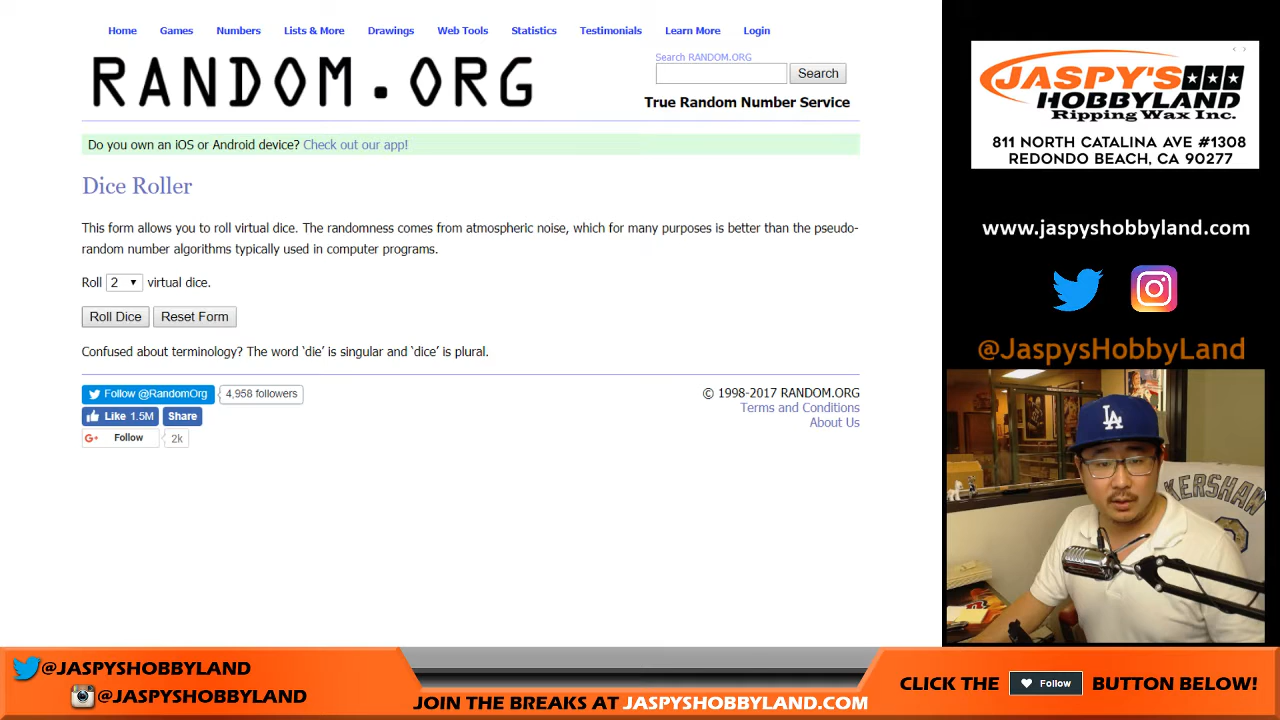 Home Games Numbers Lists & More Drawings Web Tools Statistics Testimonials Learn More Login
RANDOM.ORG
Search RANDOM.ORG
Search
True Random Number Service
Do you own an iOS or Android device? Check out our app!
Dice Roller
This form allows you to roll virtual dice. The randomness comes from atmospheric noise, which for many purposes is better than the pseudo-
random number algorithms typically used in computer programs.
Roll 2 virtual dice.
Roll Dice Reset Form
Confused about terminology? The word ‘die’ is singular and ‘dice’ is plural.
Follow @RandomOrg 4,958 followers
Like 1.5M Share
G+ Follow 2k
© 1998-2017 RANDOM.ORG
Terms and Conditions
About Us
JASPY'S
HOBBYLAND
Ripping Wax Inc.
811 NORTH CATALINA AVE #1308
REDONDO BEACH, CA 90277
www.jaspyshobbyland.com
@JaspysHobbyLand
LA
KERSHAW
@JASPYSHOBBYLAND
@JASPYSHOBBYLAND
JOIN THE BREAKS AT JASPYSHOBBYLAND.COM
CLICK THE Follow BUTTON BELOW!